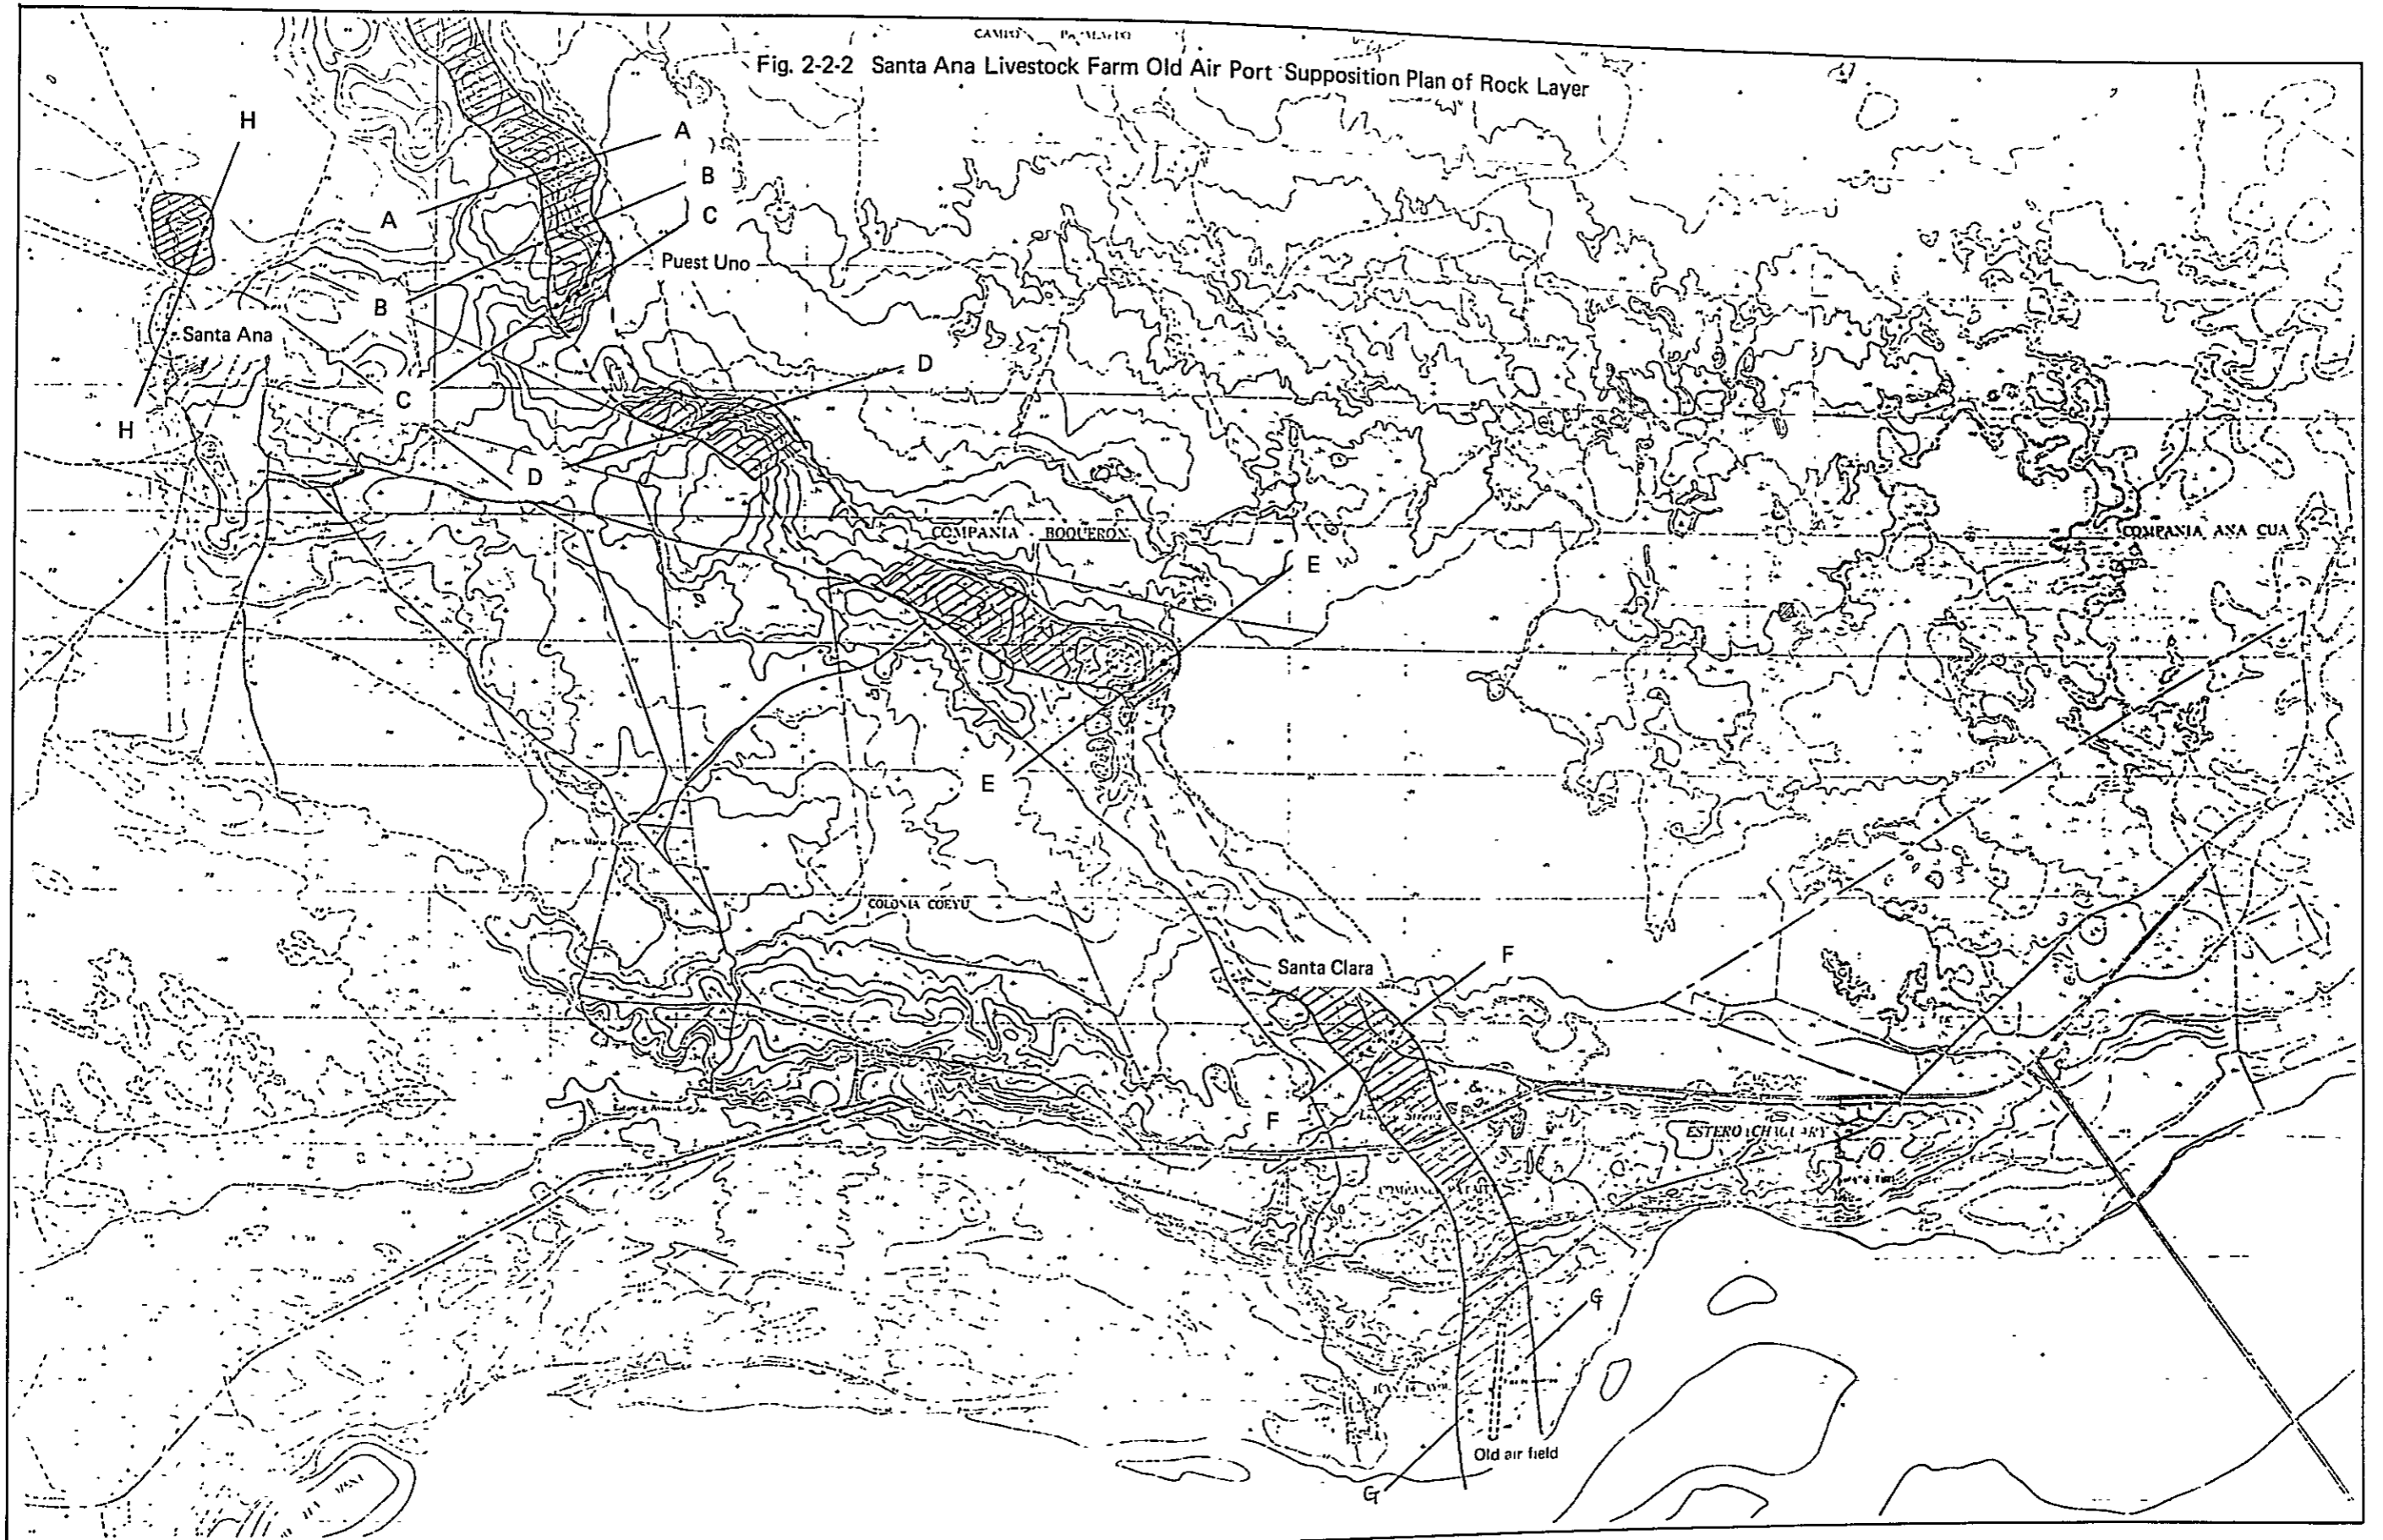 Fig. 2-2-2 Santa Ana Livestock Farm Old Air Port Supposition Plan of Rock Layer
H
A
B
A
C
Puest Uno
B
Santa Ana
D
C
H
D
COMPANIA BOQUERON
COMPANIA ANA CUA
E
E
COLONIA COEYU
F
Santa Clara
F
ESTERO
G
Old air field
G